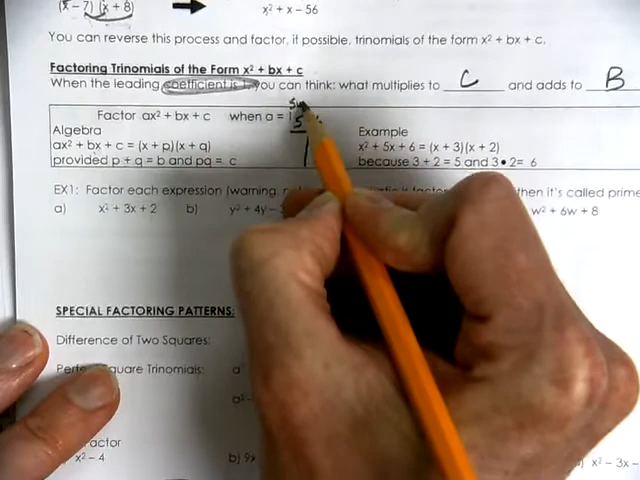 (x – 7) (x + 8) x² + x – 56
You can reverse this process and factor, if possible, trinomials of the form x² + bx + c.
Factoring Trinomials of the Form x² + bx + c
When the leading coefficient is 1, you can think: what multiplies to C and adds to B
Factor ax² + bx + c when a = 1
5
Algebra Example
ax² + bx + c = (x + p)(x + q) x² + 5x + 6 = (x + 3)(x + 2)
provided p + q = b and pq = c because 3 + 2 = 5 and 3•2= 6
EX1: Factor each expression (warning, then it's called prime
a) x² + 3x + 2 b) y² + 4y – w² + 6w + 8
SPECIAL FACTORING PATTERNS:
Difference of Two Squares:
Square Trinomials: a
a²
x² – 4 b) 9x x² – 3x –